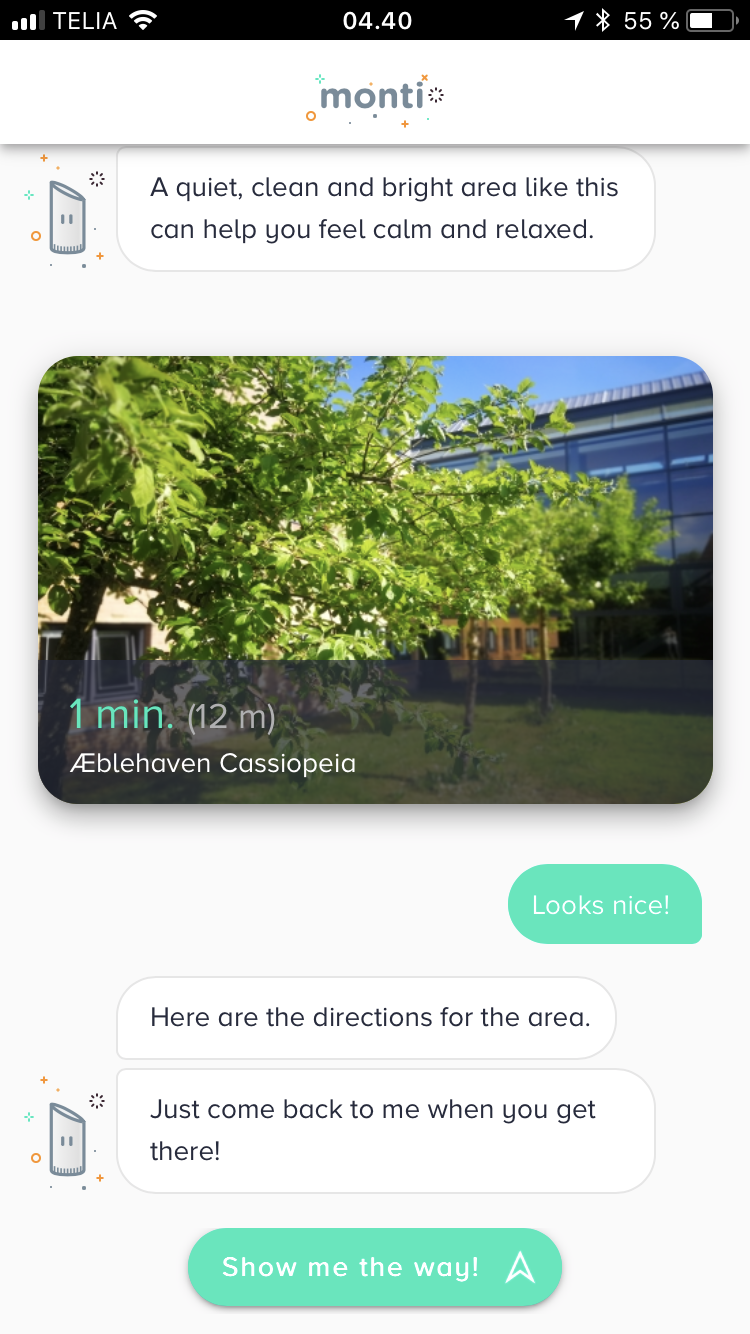 TELIA 04.40 55 %
monti
A quiet, clean and bright area like this
can help you feel calm and relaxed.
1 min. (12 m)
Æblehaven Cassiopeia
Looks nice!
Here are the directions for the area.
Just come back to me when you get
there!
Show me the way!